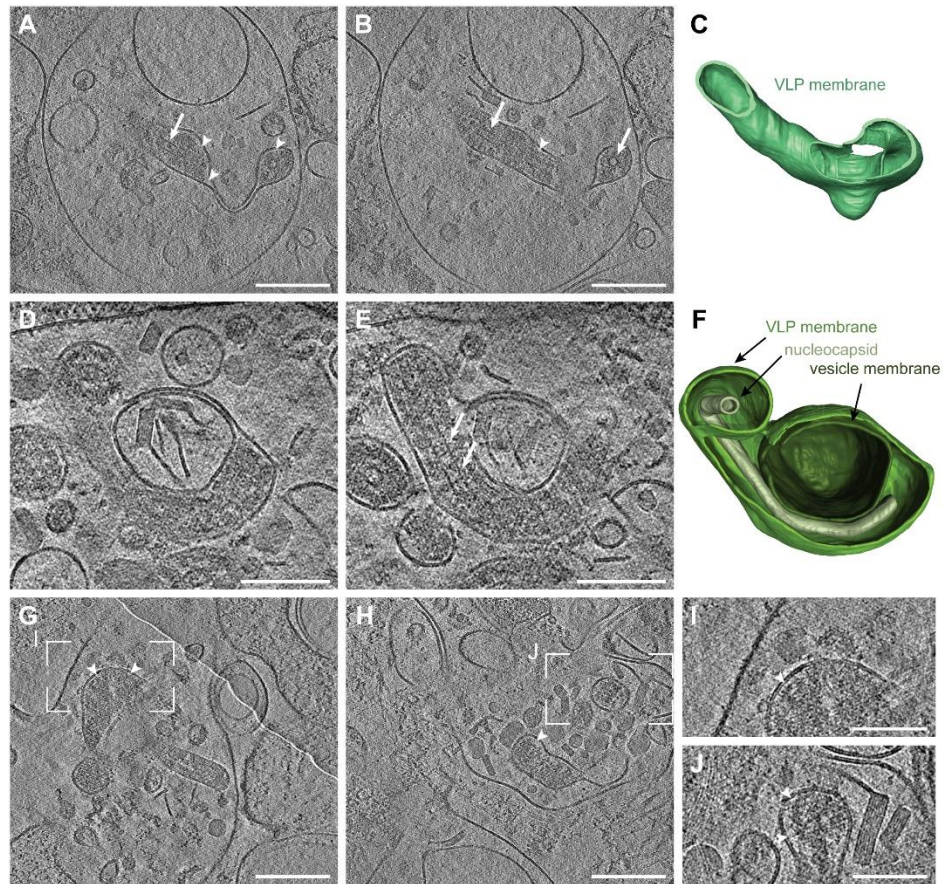 A
B
C
VLP membrane
D
E
F
VLP membrane
nucleocapsid
vesicle membrane
G
I
H
J
I
J